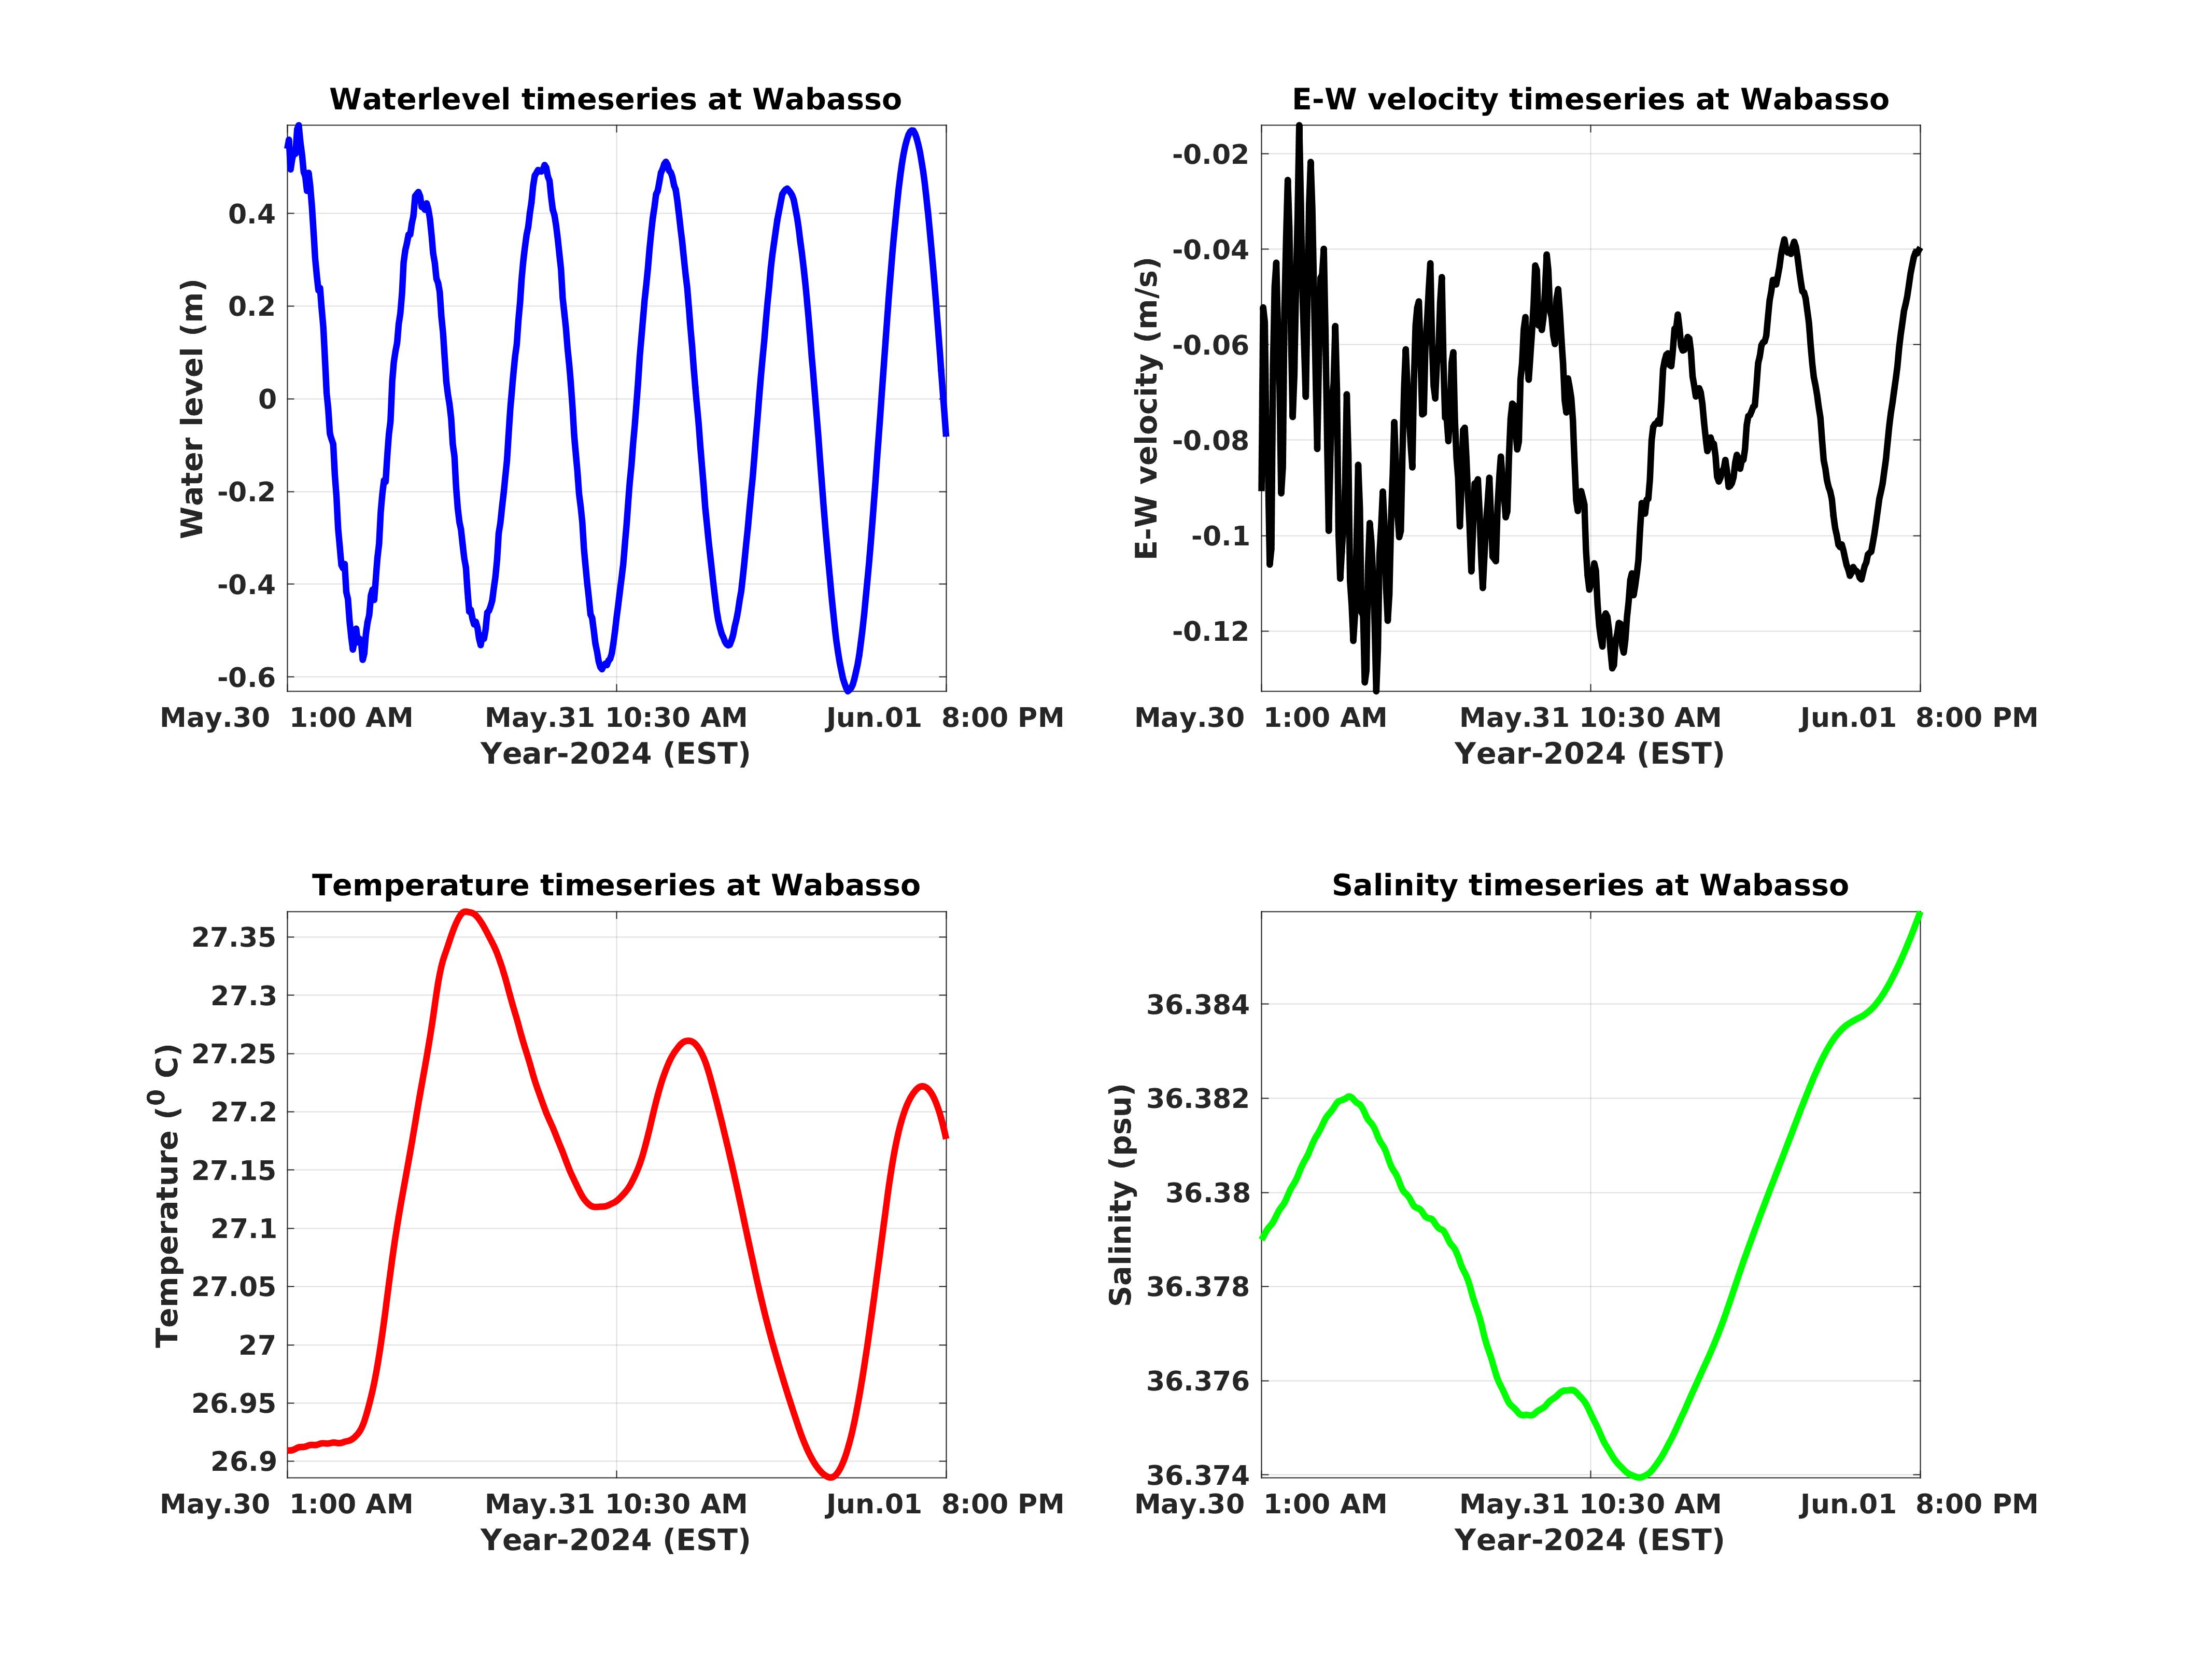 Waterlevel timeseries at Wabasso
Water level (m)
0.4
0.2
0
-0.2
-0.4
-0.6
May.30 1:00 AM
May.31 10:30 AM
Jun.01 8:00 PM
Year-2024 (EST)
E-W velocity timeseries at Wabasso
E-W velocity (m/s)
-0.02
-0.04
-0.06
-0.08
-0.1
-0.12
May.30 1:00 AM
May.31 10:30 AM
Jun.01 8:00 PM
Year-2024 (EST)
Temperature timeseries at Wabasso
Temperature (⁰ C)
27.35
27.3
27.25
27.2
27.15
27.1
27.05
27
26.95
26.9
May.30 1:00 AM
May.31 10:30 AM
Jun.01 8:00 PM
Year-2024 (EST)
Salinity timeseries at Wabasso
Salinity (psu)
36.384
36.382
36.38
36.378
36.376
36.374
May.30 1:00 AM
May.31 10:30 AM
Jun.01 8:00 PM
Year-2024 (EST)